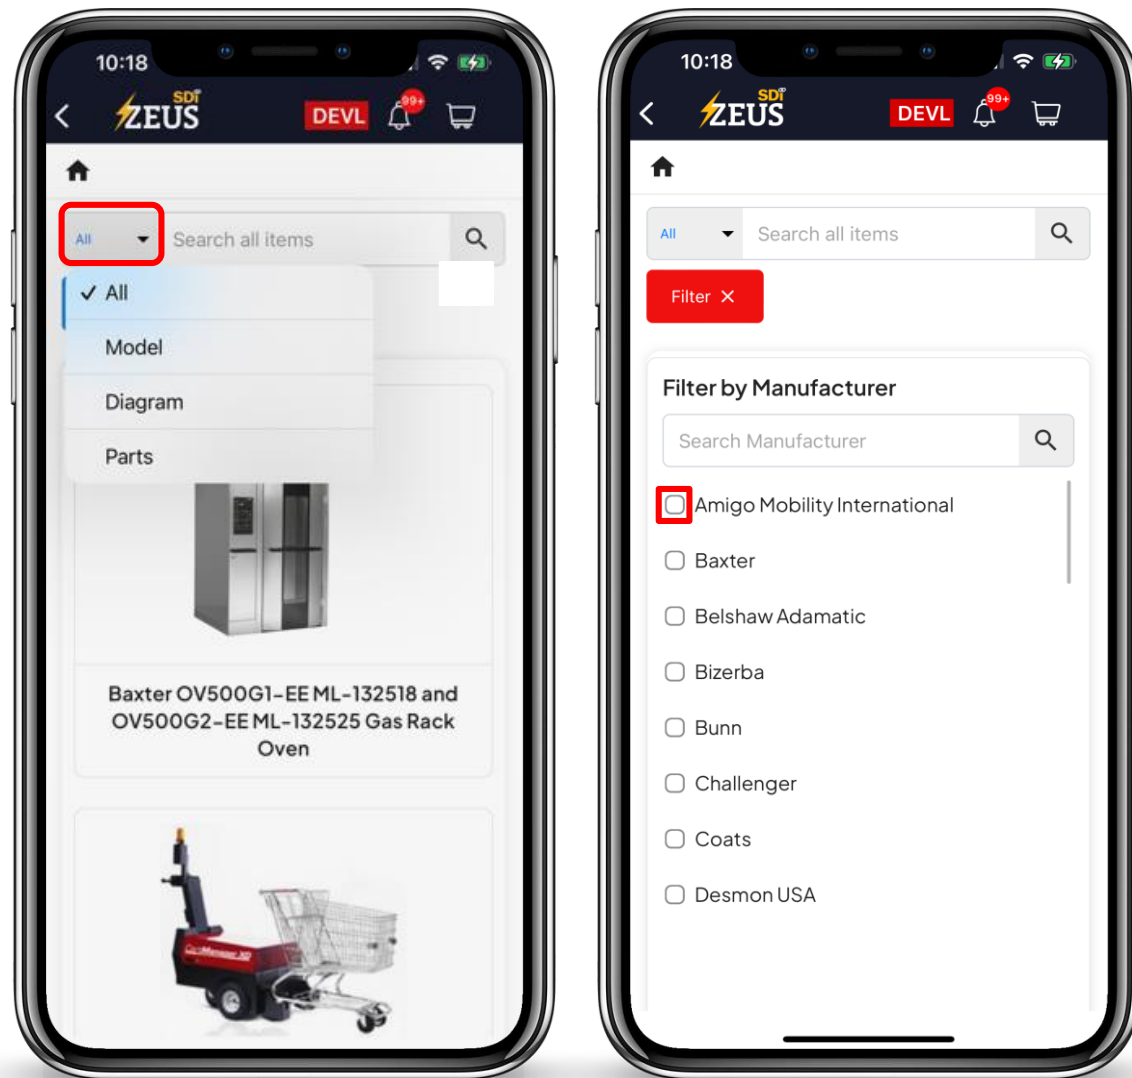 10:18
SDI
ZEUS
DEVL
99+
All
Search all items
✓ All
Model
Diagram
Parts
Baxter OV500G1-EE ML-132518 and
OV500G2-EE ML-132525 Gas Rack
Oven
CartManager XD
10:18
SDI
ZEUS
DEVL
99+
All
Search all items
Filter ×
Filter by Manufacturer
Search Manufacturer
Amigo Mobility International
Baxter
Belshaw Adamatic
Bizerba
Bunn
Challenger
Coats
Desmon USA